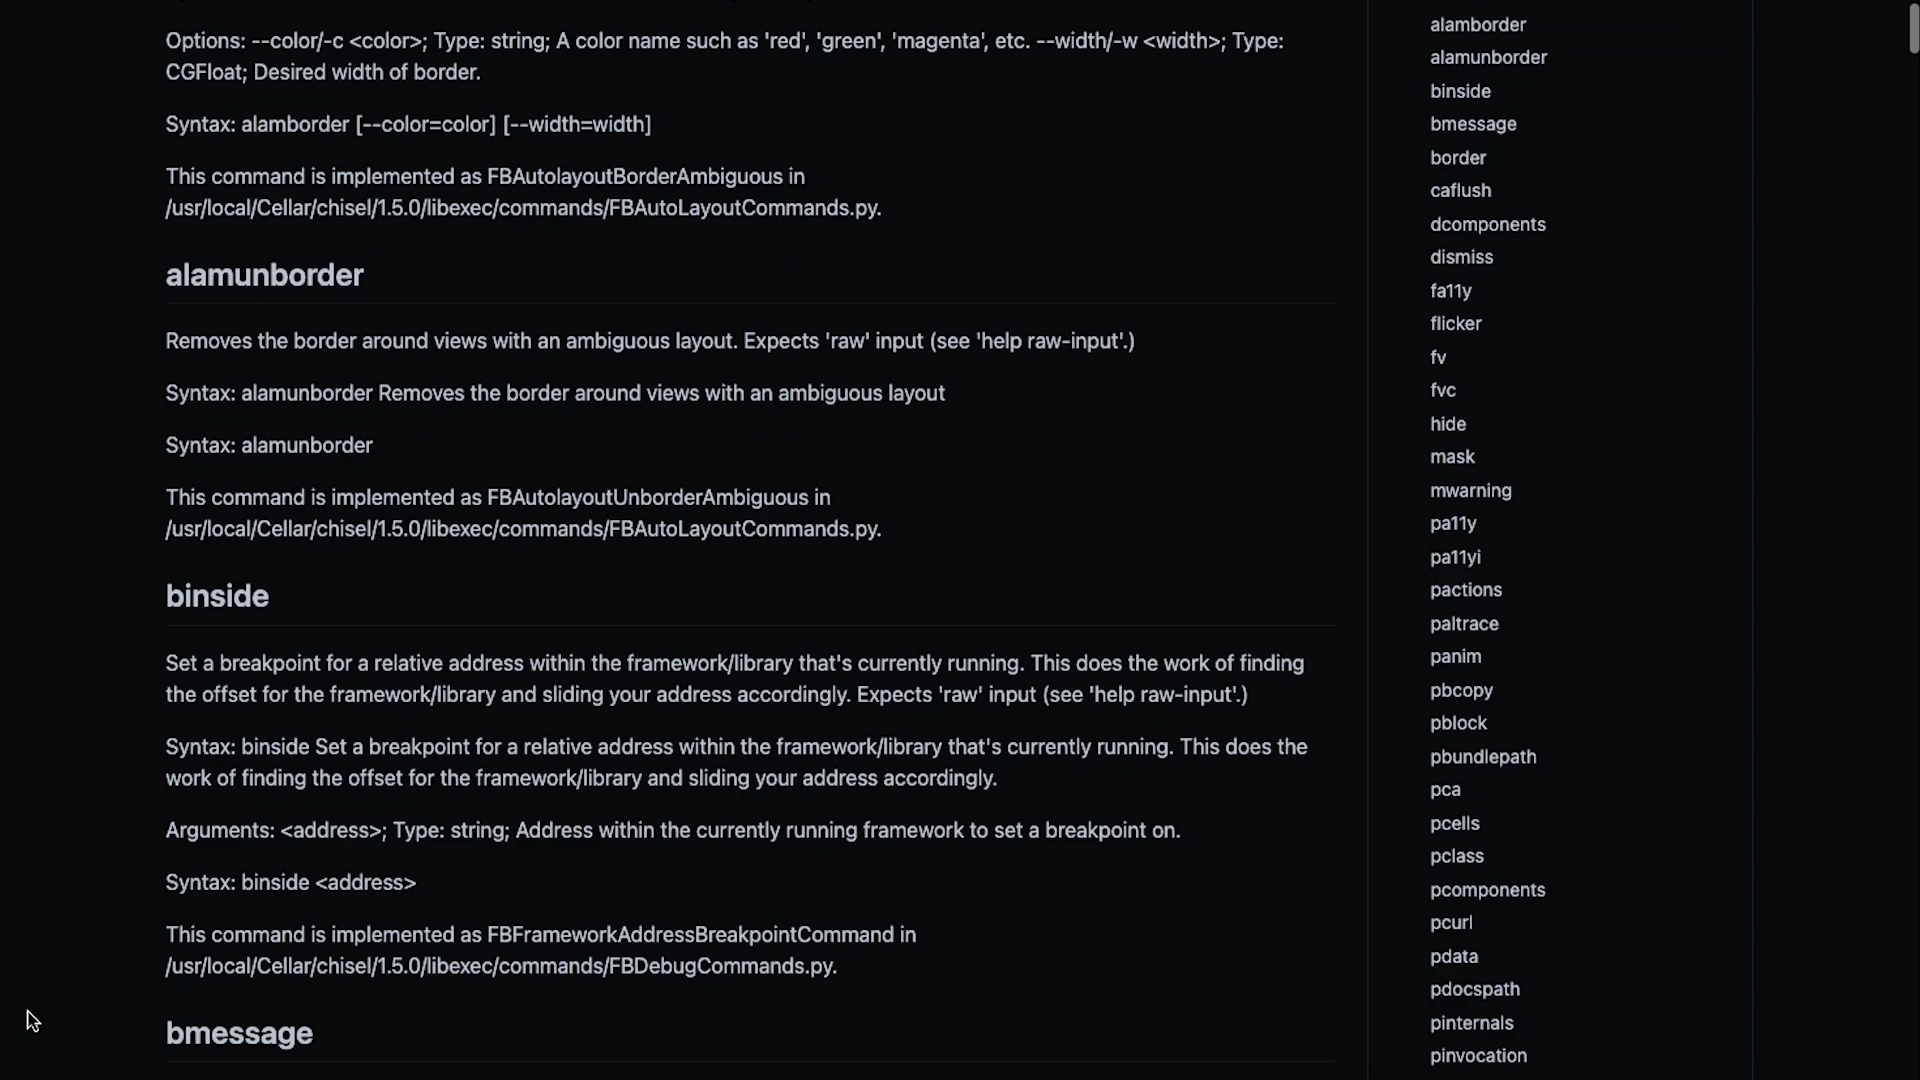 Options: --color/-c <color>; Type: string; A color name such as 'red', 'green', 'magenta', etc. --width/-w <width>; Type:
CGFloat; Desired width of border.
Syntax: alamborder [--color=color] [--width=width]
This command is implemented as FBAutolayoutBorderAmbiguous in
/usr/local/Cellar/chisel/1.5.0/libexec/commands/FBAutoLayoutCommands.py.
alamunborder
Removes the border around views with an ambiguous layout. Expects 'raw' input (see 'help raw-input'.)
Syntax: alamunborder Removes the border around views with an ambiguous layout
Syntax: alamunborder
This command is implemented as FBAutolayoutUnborderAmbiguous in
/usr/local/Cellar/chisel/1.5.0/libexec/commands/FBAutoLayoutCommands.py.
binside
Set a breakpoint for a relative address within the framework/library that's currently running. This does the work of finding
the offset for the framework/library and sliding your address accordingly. Expects 'raw' input (see 'help raw-input'.)
Syntax: binside Set a breakpoint for a relative address within the framework/library that's currently running. This does the
work of finding the offset for the framework/library and sliding your address accordingly.
Arguments: <address>; Type: string; Address within the currently running framework to set a breakpoint on.
Syntax: binside <address>
This command is implemented as FBFrameworkAddressBreakpointCommand in
/usr/local/Cellar/chisel/1.5.0/libexec/commands/FBDebugCommands.py.
bmessage
alamborder
alamunborder
binside
bmessage
border
caflush
dcomponents
dismiss
fa11y
flicker
fv
fvc
hide
mask
mwarning
pa11y
pa11yi
pactions
paltrace
panim
pbcopy
pblock
pbundlepath
pca
pcells
pclass
pcomponents
pcurl
pdata
pdocspath
pinternals
pinvocation